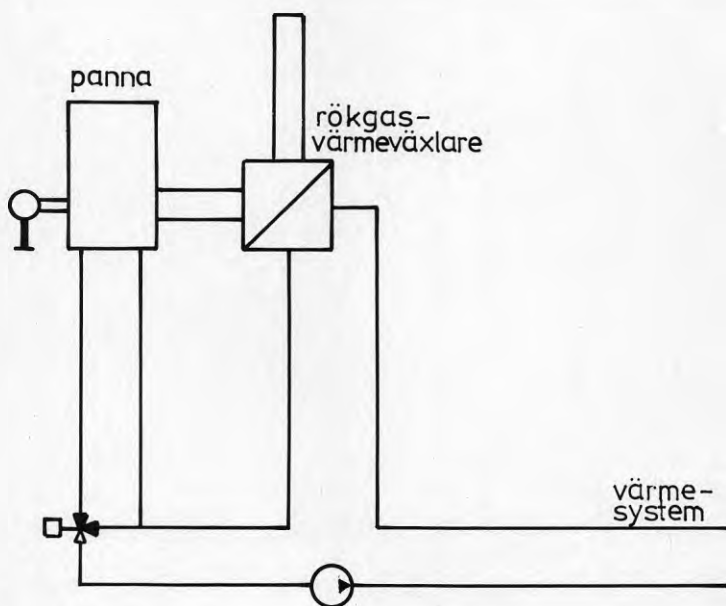 panna
rökgas-
värmeväxlare
värme-
system